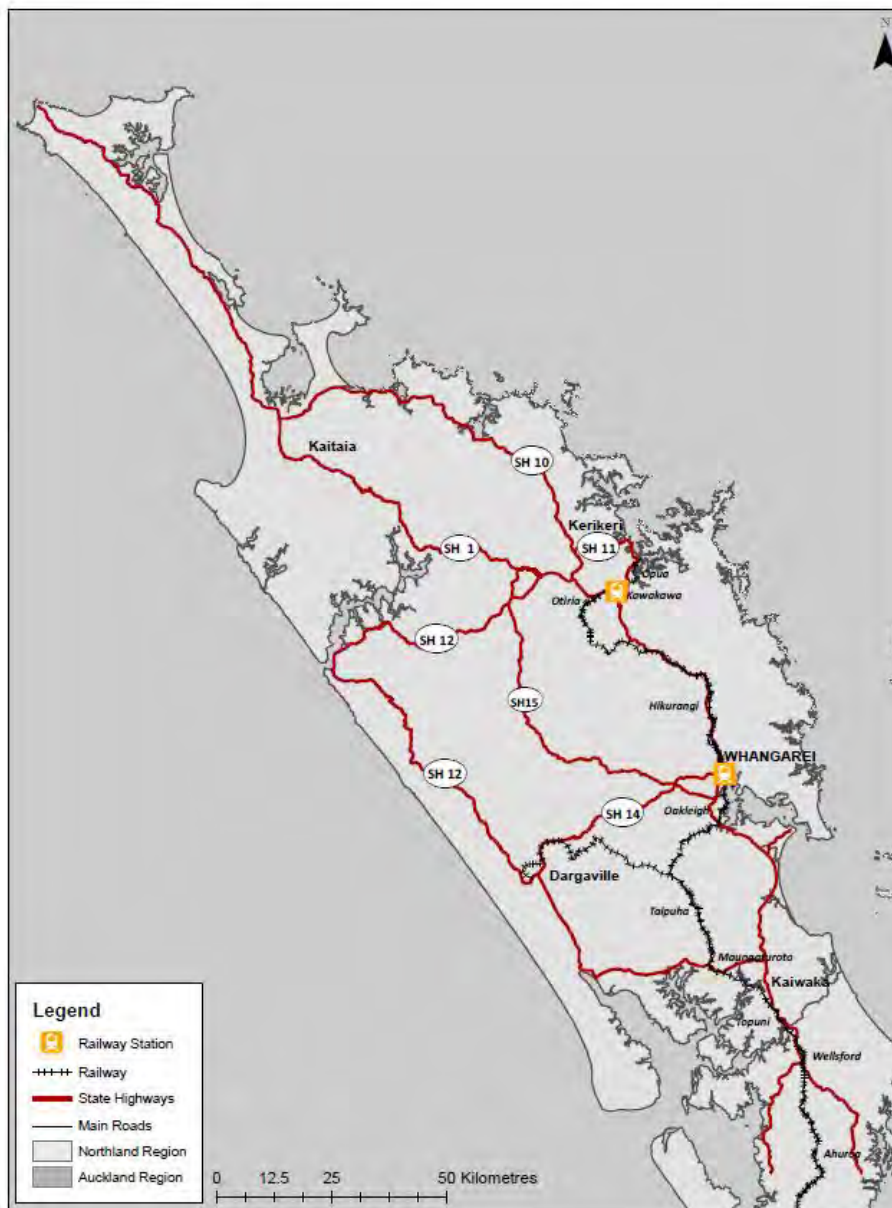 N
Kaitaia
SH 10
Kerikeri
SH 11
SH 1
Opua
Otiria
Kawakawa
SH 12
Hikurangi
SH15
WHANGAREI
SH 12
Oakleigh
SH 14
Dargaville
Taipuha
Maungaturoto
Kaiwaka
Topuni
Wellsford
Ahuroa
Legend
Railway Station
Railway
State Highways
Main Roads
Northland Region
Auckland Region
0 12.5 25 50 Kilometres